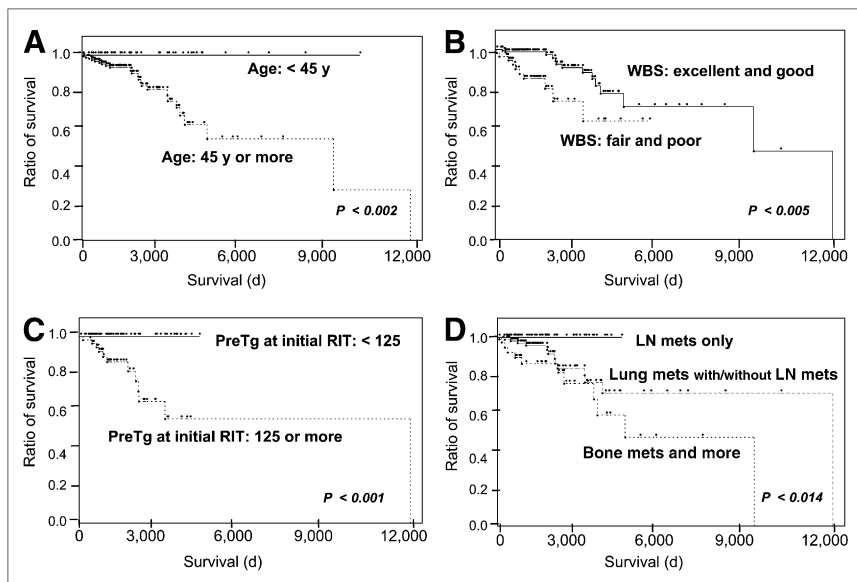 A
1.0
0.8
0.6
0.4
0.2
0.0
Ratio of survival
Age: < 45 y
Age: 45 y or more
P < 0.002
0 3,000 6,000 9,000 12,000
Survival (d)
B
1.0
0.8
0.6
0.4
0.2
0.0
Ratio of survival
WBS: excellent and good
WBS: fair and poor
P < 0.005
0 3,000 6,000 9,000 12,000
Survival (d)
C
1.0
0.8
0.6
0.4
0.2
0.0
Ratio of survival
PreTg at initial RIT: < 125
PreTg at initial RIT: 125 or more
P < 0.001
0 3,000 6,000 9,000 12,000
Survival (d)
D
1.0
0.8
0.6
0.4
0.2
0.0
Ratio of survival
LN mets only
Lung mets with/without LN mets
Bone mets and more
P < 0.014
0 3,000 6,000 9,000 12,000
Survival (d)